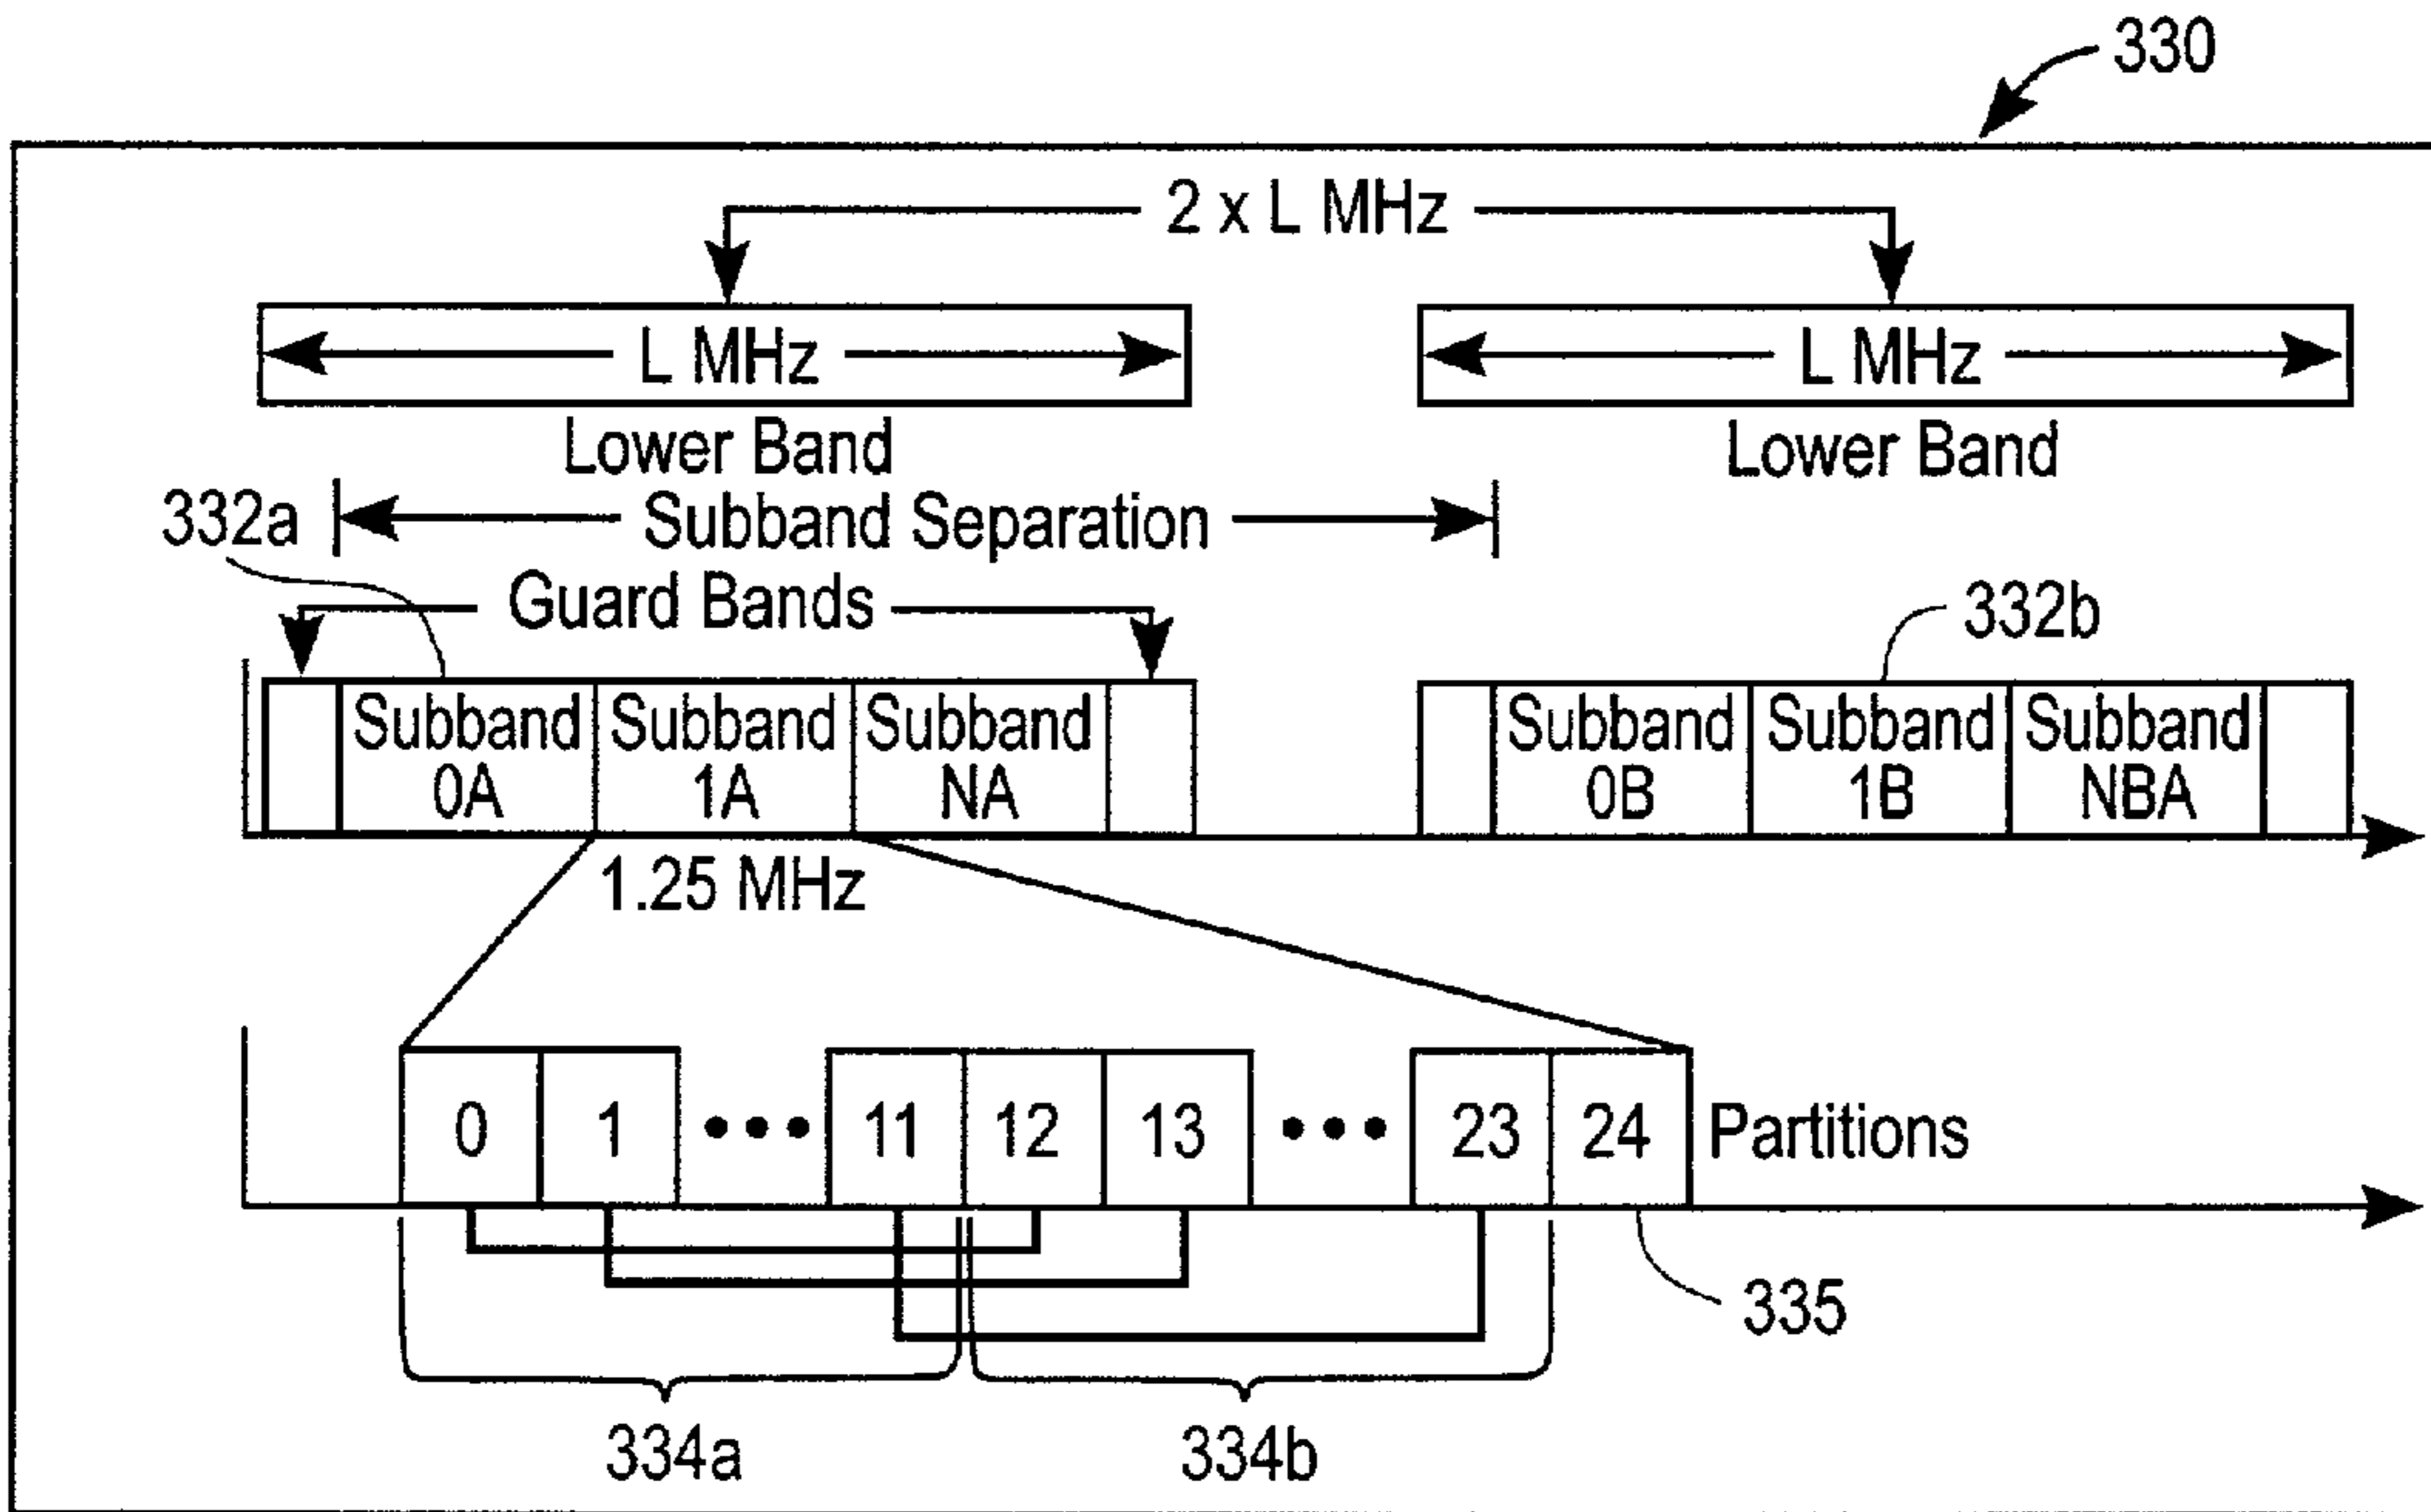 330
2 x L MHz
L MHz
L MHz
Lower Band
Lower Band
332a
Subband Separation
Guard Bands
332b
Subband 0A
Subband 1A
Subband NA
Subband 0B
Subband 1B
Subband NBA
1.25 MHz
0 1 ••• 11 12 13 ••• 23 24 Partitions
335
334a
334b